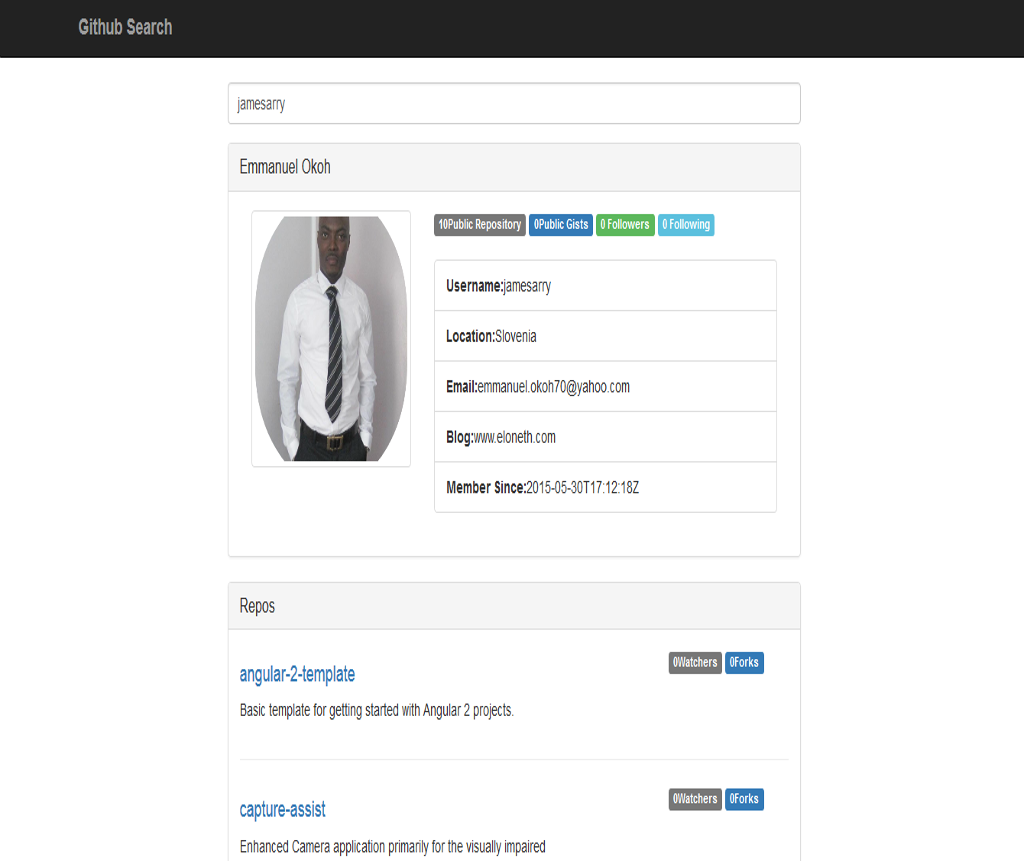 Github Search
jamesarry
Emmanuel Okoh
10Public Repository 0Public Gists 0 Followers 0 Following
Username:jamesarry
Location:Slovenia
Email:emmanuel.okoh70@yahoo.com
Blog:www.eloneth.com
Member Since:2015-05-30T17:12:18Z
Repos
angular-2-template 0Watchers 0Forks
Basic template for getting started with Angular 2 projects.
capture-assist 0Watchers 0Forks
Enhanced Camera application primarily for the visually impaired